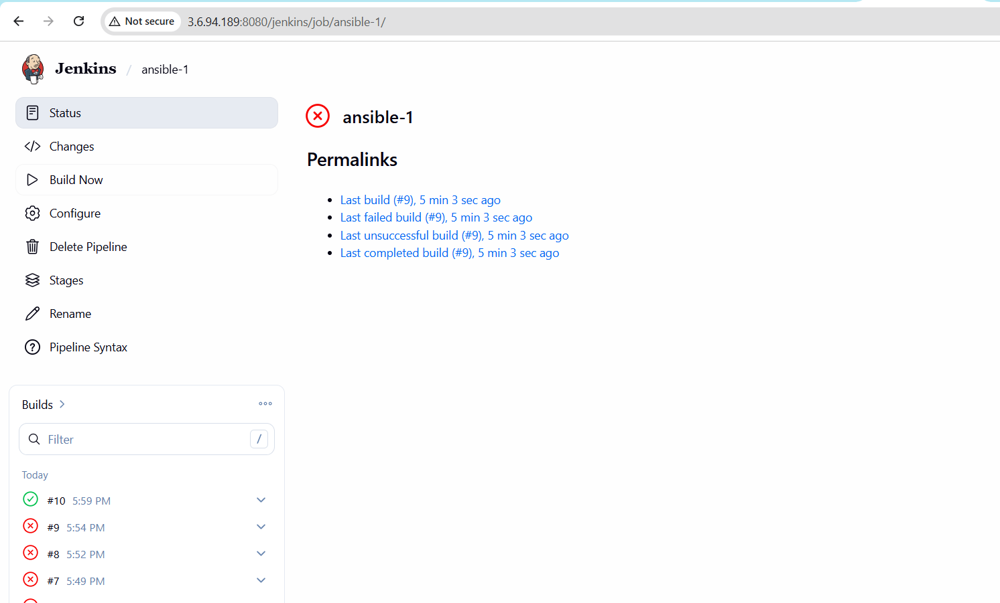 Not secure 3.6.94.189:8080/jenkins/job/ansible-1/
Jenkins / ansible-1
Status
Changes
Build Now
Configure
Delete Pipeline
Stages
Rename
Pipeline Syntax
ansible-1
Permalinks
Last build (#9), 5 min 3 sec ago
Last failed build (#9), 5 min 3 sec ago
Last unsuccessful build (#9), 5 min 3 sec ago
Last completed build (#9), 5 min 3 sec ago
Builds
Filter /
Today
#10 5:59 PM
#9 5:54 PM
#8 5:52 PM
#7 5:49 PM